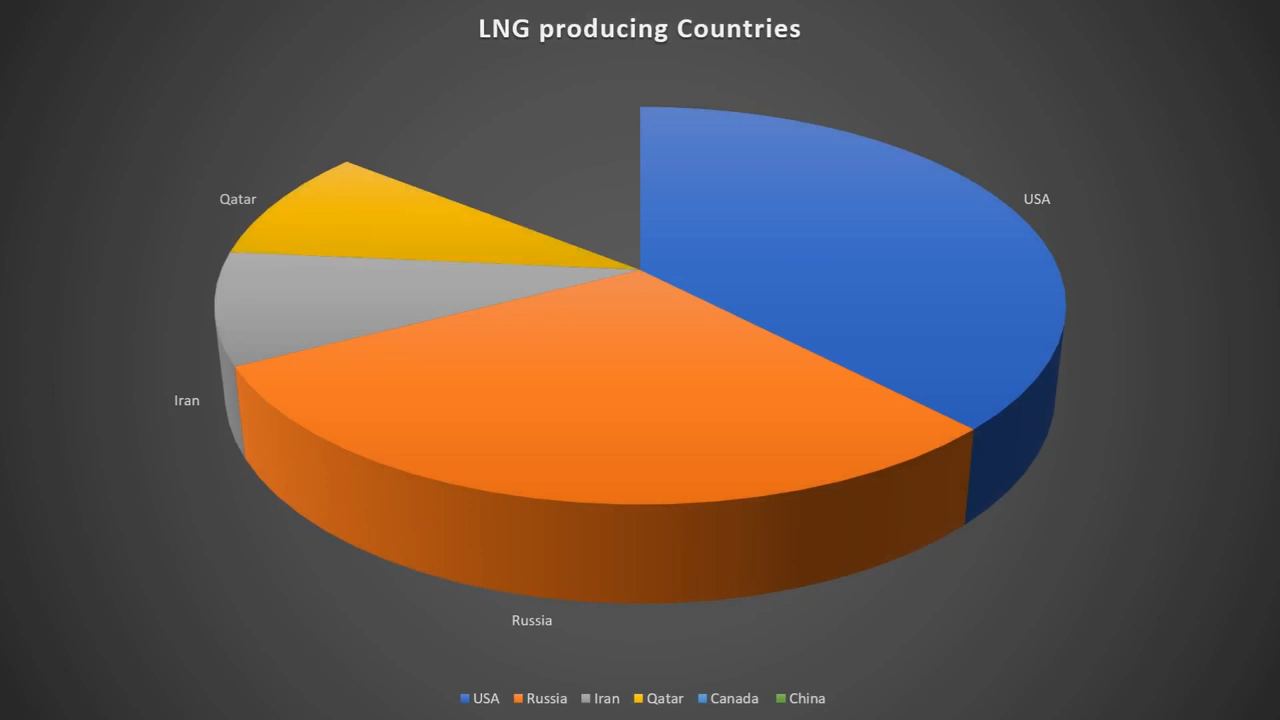 LNG producing Countries
Qatar
USA
Iran
Russia
USA Russia Iran Qatar Canada China